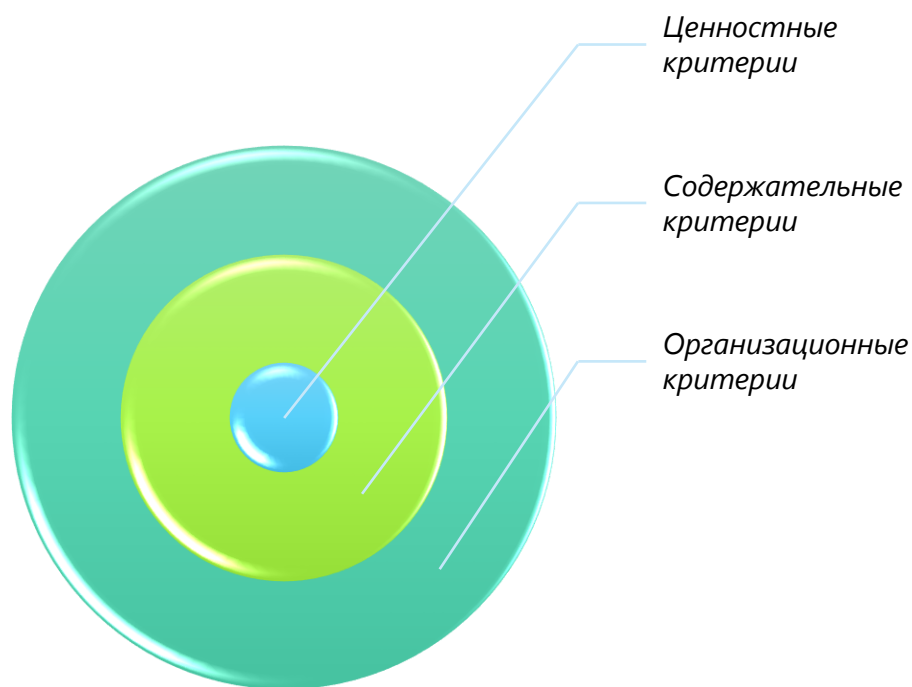 Ценностные
критерии
Содержательные
критерии
Организационные
критерии